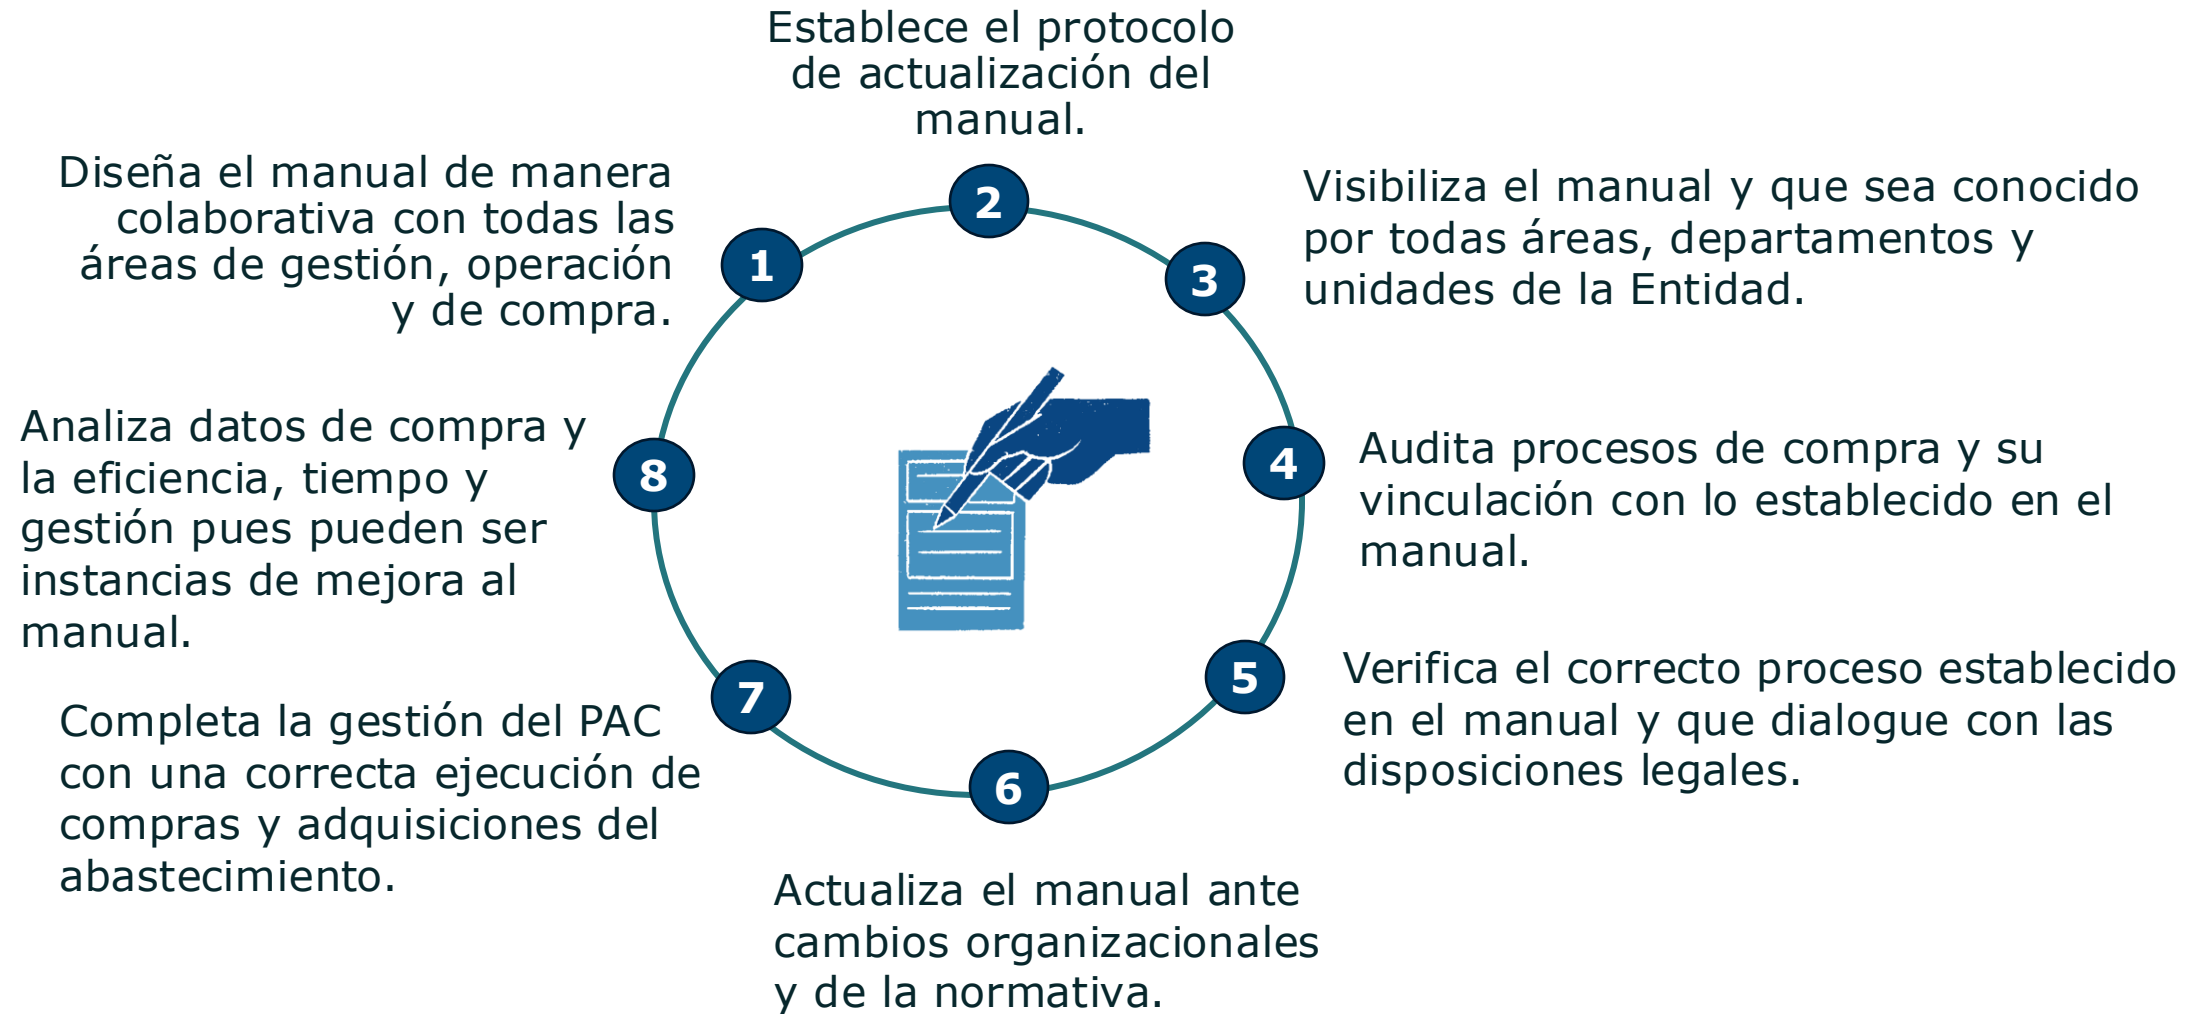 1
Diseña el manual de manera
colaborativa con todas las
áreas de gestión, operación
y de compra.
2
Establece el protocolo
de actualización del
manual.
3
Visibiliza el manual y que sea conocido
por todas áreas, departamentos y
unidades de la Entidad.
4
Audita procesos de compra y su
vinculación con lo establecido en el
manual.
5
Verifica el correcto proceso establecido
en el manual y que dialogue con las
disposiciones legales.
6
Actualiza el manual ante
cambios organizacionales
y de la normativa.
7
Completa la gestión del PAC
con una correcta ejecución de
compras y adquisiciones del
abastecimiento.
8
Analiza datos de compra y
la eficiencia, tiempo y
gestión pues pueden ser
instancias de mejora al
manual.